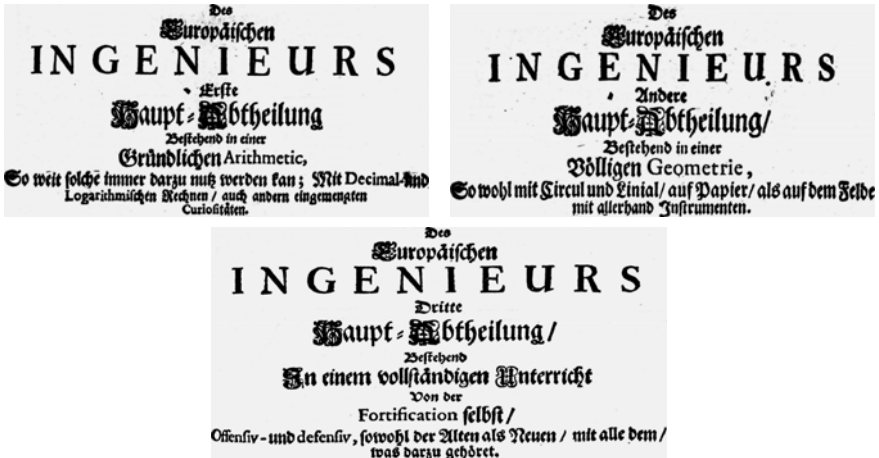 Des
Europäischen
INGENIEURS
Erste
Haupt-Abtheilung
Bestehend in einer
Gründlichen Arithmetic,
So weit solche immer darzu nutz werden kan; Mit Decimal-und
Logarithmischen Rechnen / auch andern eingemengten
Curiositäten.
Des
Europäischen
INGENIEURS
Andere
Haupt-Abtheilung/
Bestehend in einer
Völligen Geometrie,
So wohl mit Circul und Linial/ auf Papier/ als auf dem Felde
mit allerhand Instrumenten.
Des
Europäischen
INGENIEURS
Dritte
Haupt-Abtheilung/
Bestehend
In einem vollständigen Unterricht
Von der
Fortification selbst/
Offensiv-und defensiv, sowohl der Alten als Neuen/ mit alle dem/
was darzu gehöret.